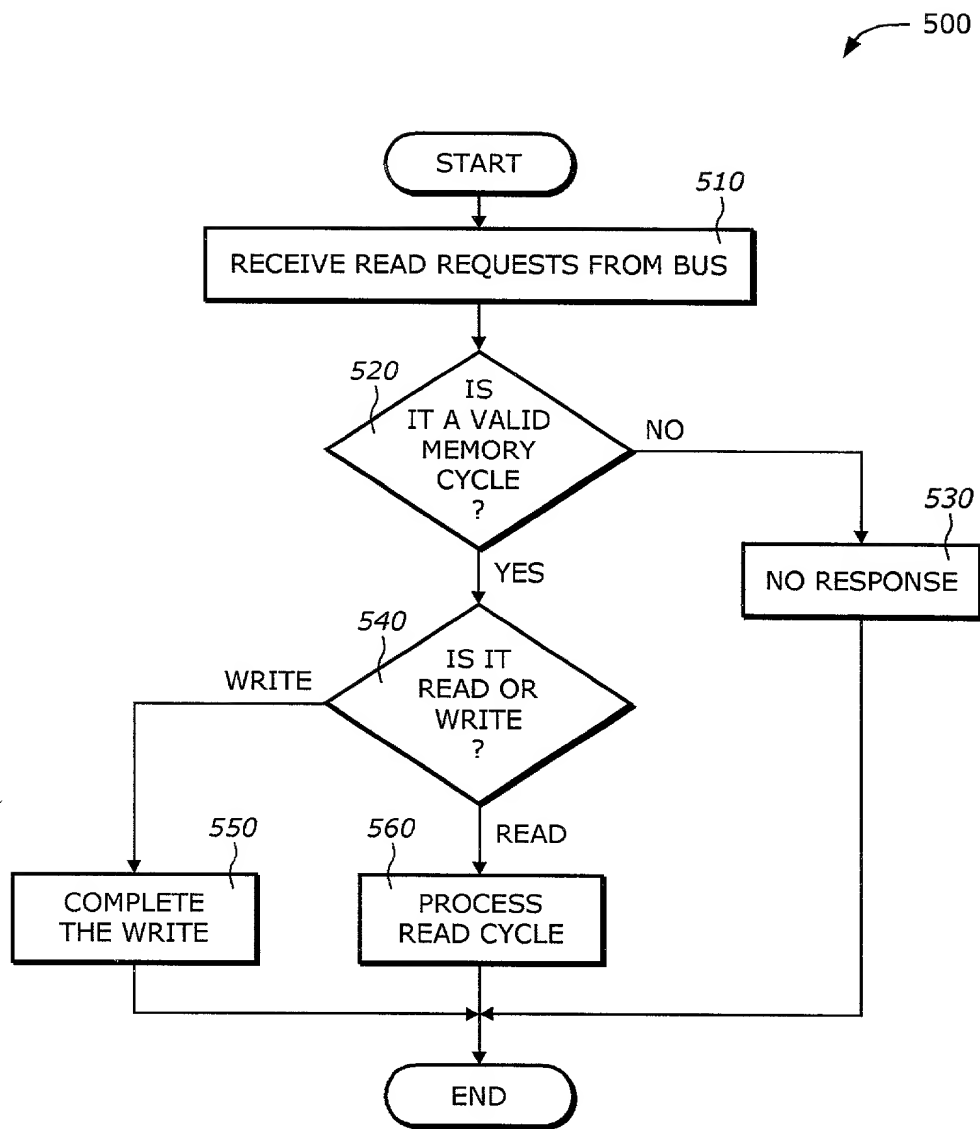 500
START
510
RECEIVE READ REQUESTS FROM BUS
520
IS
IT A VALID
MEMORY
CYCLE
?
NO
530
NO RESPONSE
YES
540
IS IT
READ OR
WRITE
?
WRITE
READ
550
COMPLETE
THE WRITE
560
PROCESS
READ CYCLE
END